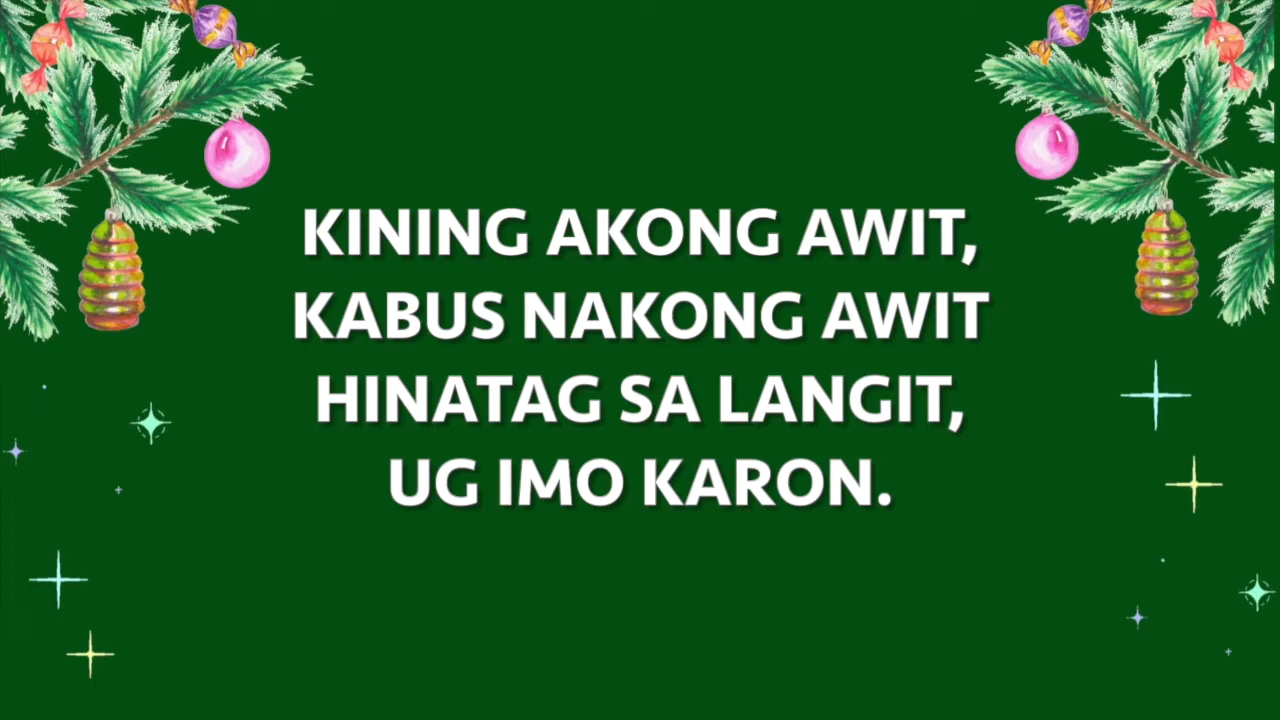 KINING AKONG AWIT,
KABUS NAKONG AWIT
HINATAG SA LANGIT,
UG IMO KARON.